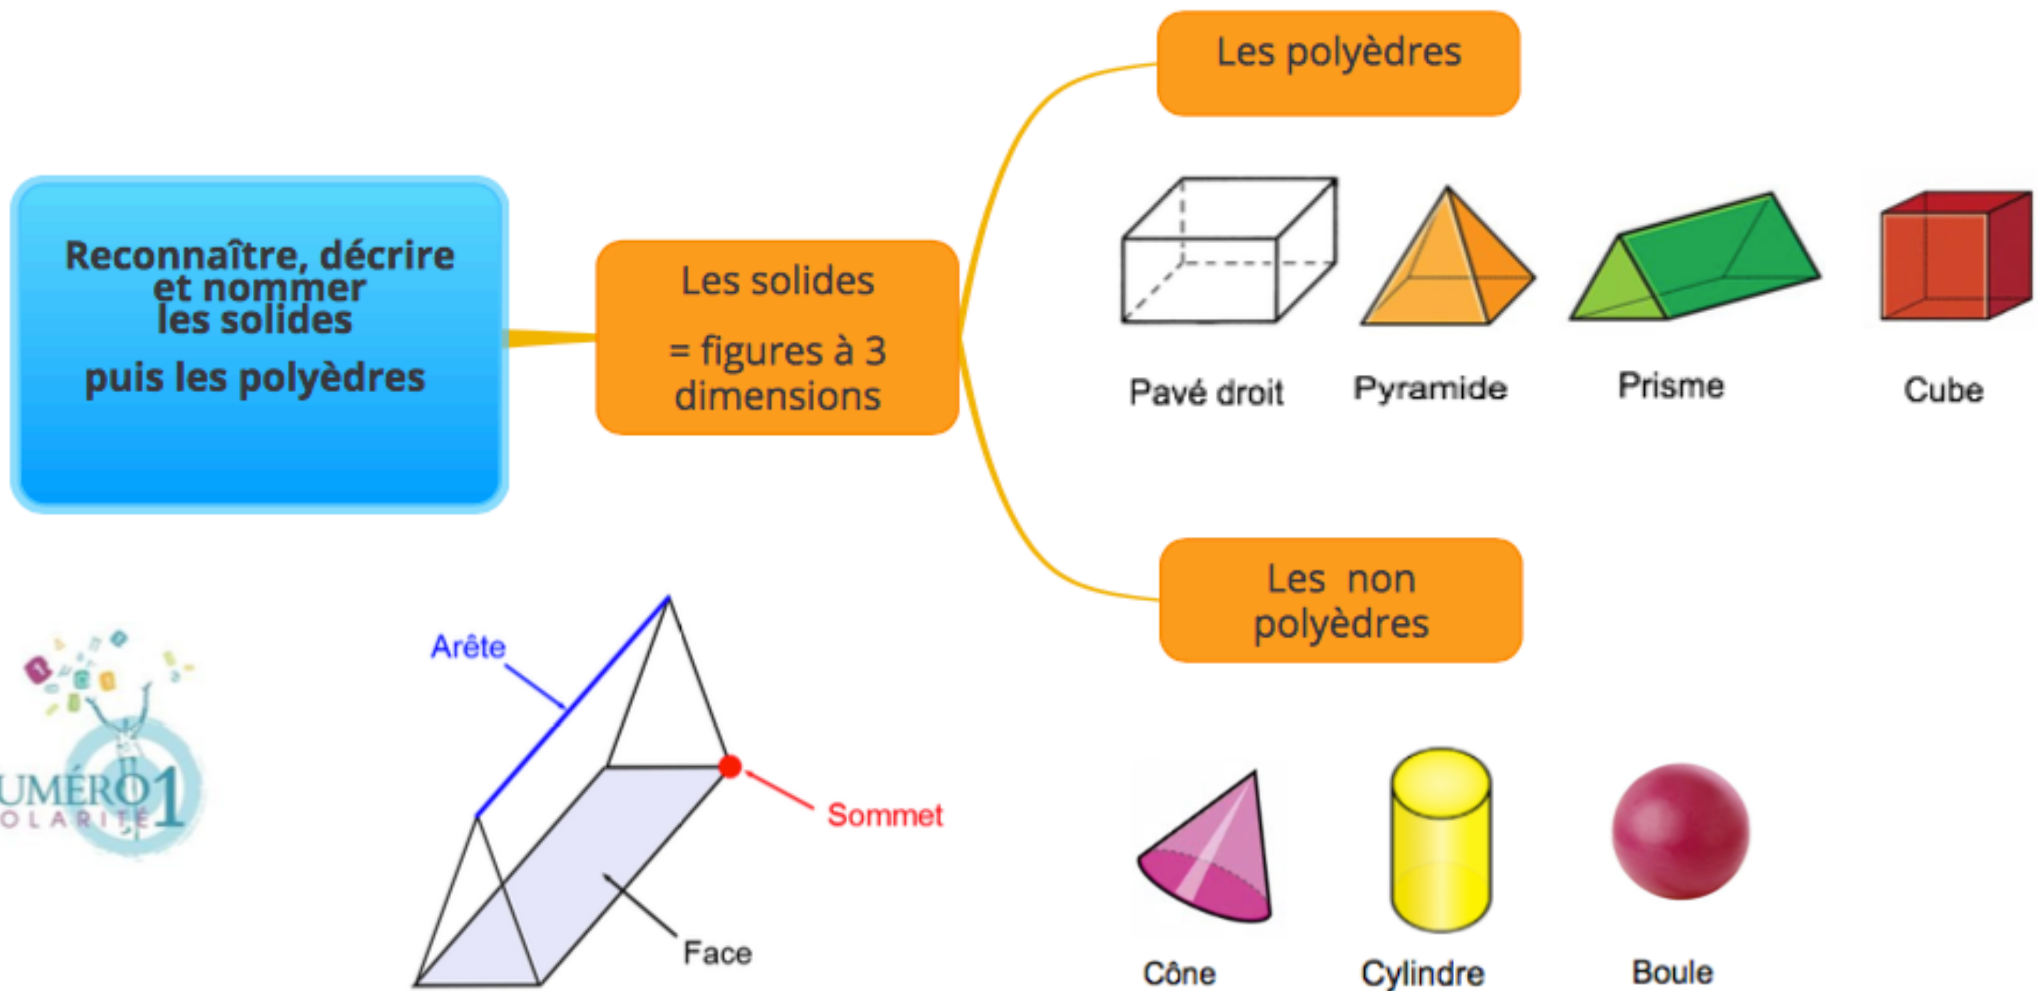 Reconnaître, décrire
et nommer
les solides
puis les polyèdres
Les solides
= figures à 3
dimensions
Les polyèdres
Pavé droit
Pyramide
Prisme
Cube
Les non
polyèdres
Cône
Cylindre
Boule
Arête
Sommet
Face
UMÉRO1
OLARITÉ